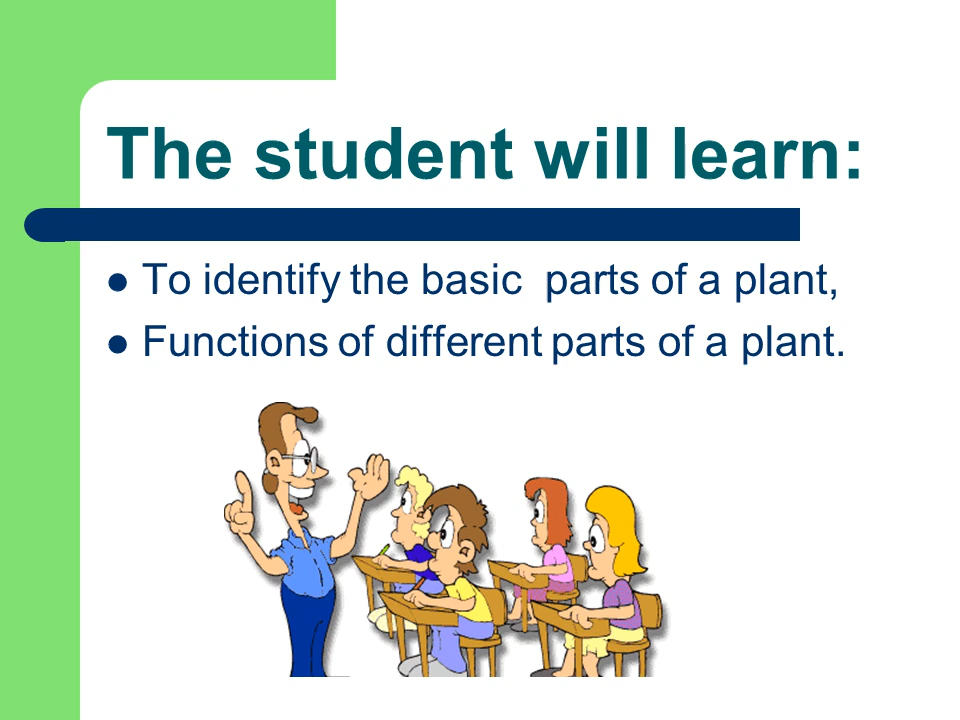 The student will learn:
● To identify the basic  parts of a plant,
● Functions of different parts of a plant.